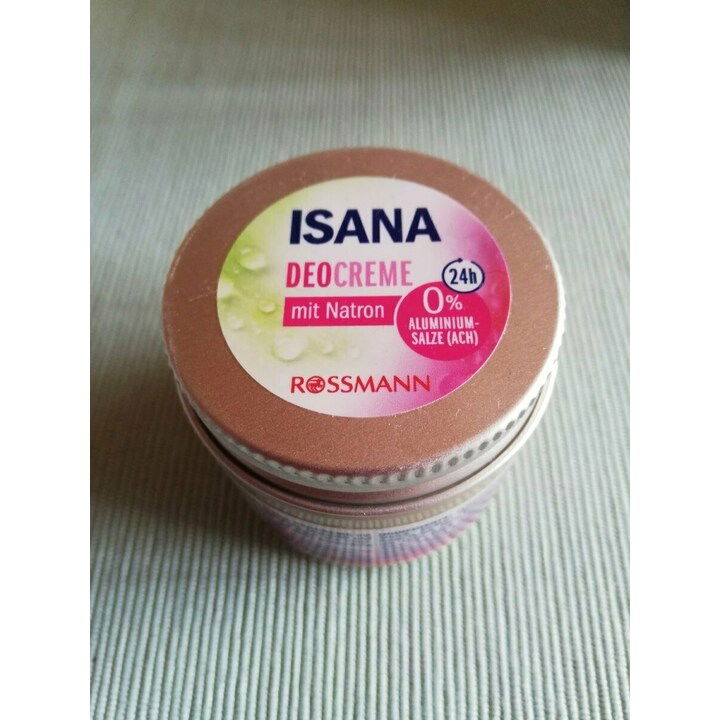 ISANA
DEOCREME
24h
mit Natron
0%
ALUMINIUM-
SALZE (ACH)
ROSSMANN